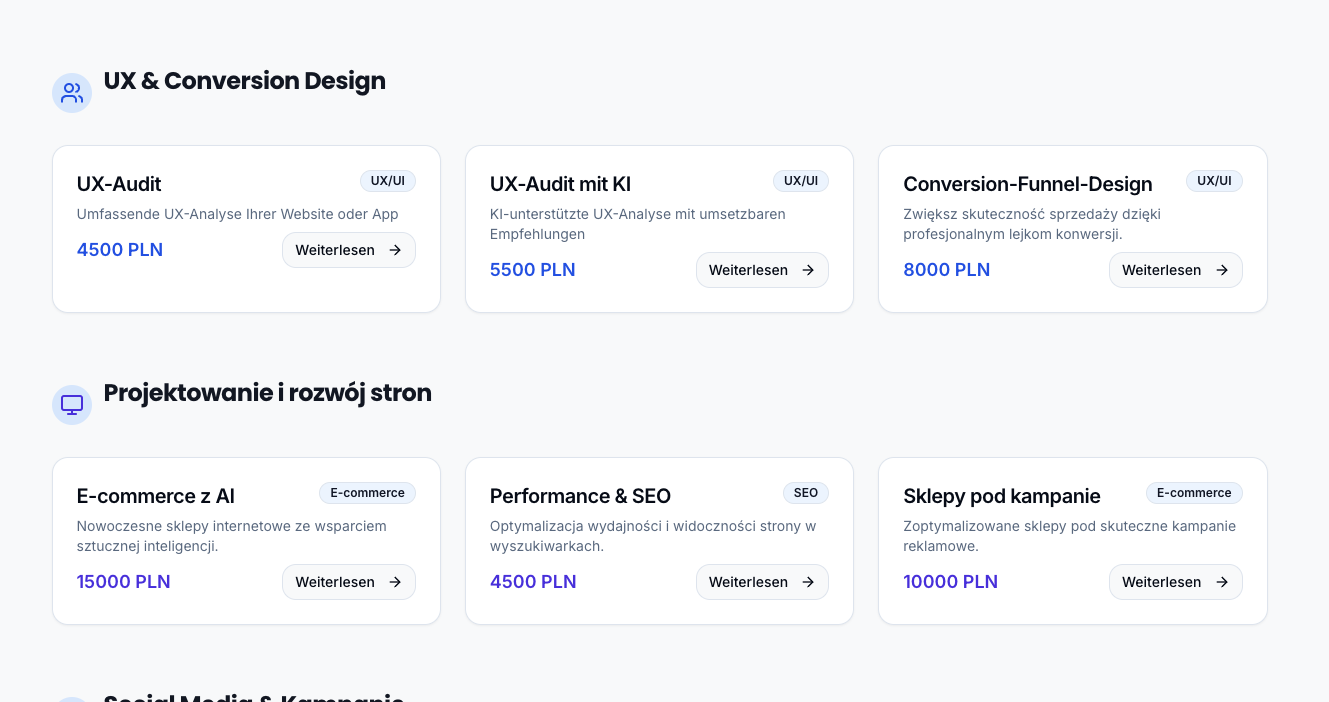 UX & Conversion Design
UX-Audit
UX/UI
Umfassende UX-Analyse Ihrer Website oder App
4500 PLN
Weiterlesen
UX-Audit mit KI
UX/UI
KI-unterstützte UX-Analyse mit umsetzbaren
Empfehlungen
5500 PLN
Weiterlesen
Conversion-Funnel-Design
UX/UI
Zwiększ skuteczność sprzedaży dzięki
profesjonalnym lejkom konwersji.
8000 PLN
Weiterlesen
Projektowanie i rozwój stron
E-commerce z AI
E-commerce
Nowoczesne sklepy internetowe ze wsparciem
sztucznej inteligencji.
15000 PLN
Weiterlesen
Performance & SEO
SEO
Optymalizacja wydajności i widoczności strony w
wyszukiwarkach.
4500 PLN
Weiterlesen
Sklepy pod kampanie
E-commerce
Zoptymalizowane sklepy pod skuteczne kampanie
reklamowe.
10000 PLN
Weiterlesen
Social Media & Kampanie